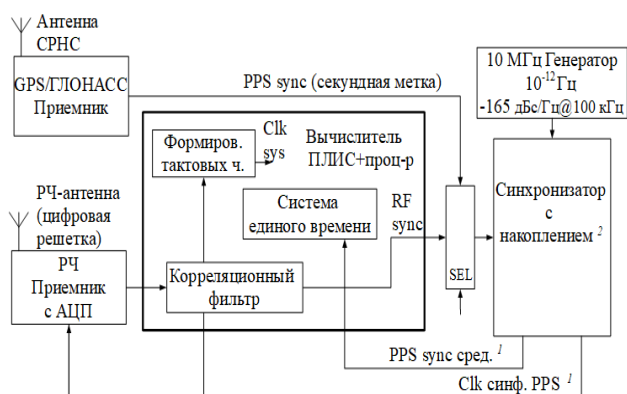 Антенна
СРНС
GPS/ГЛОНАСС
Приемник
PPS sync (секундная метка)
10 МГц Генератор
10⁻¹²Гц
-165 дБс/Гц@100 кГц
Формиров.
тактовых ч.
Clk
sys
Вычислитель
ПЛИС+проц-р
РЧ-антенна
(цифровая
решетка)
Система
единого времени
RF
sync
Синхронизатор
с
накоплением ²
РЧ
Приемник
с АЦП
Корреляционный
фильтр
SEL
PPS sync сред. ¹
Clk синф. PPS ¹